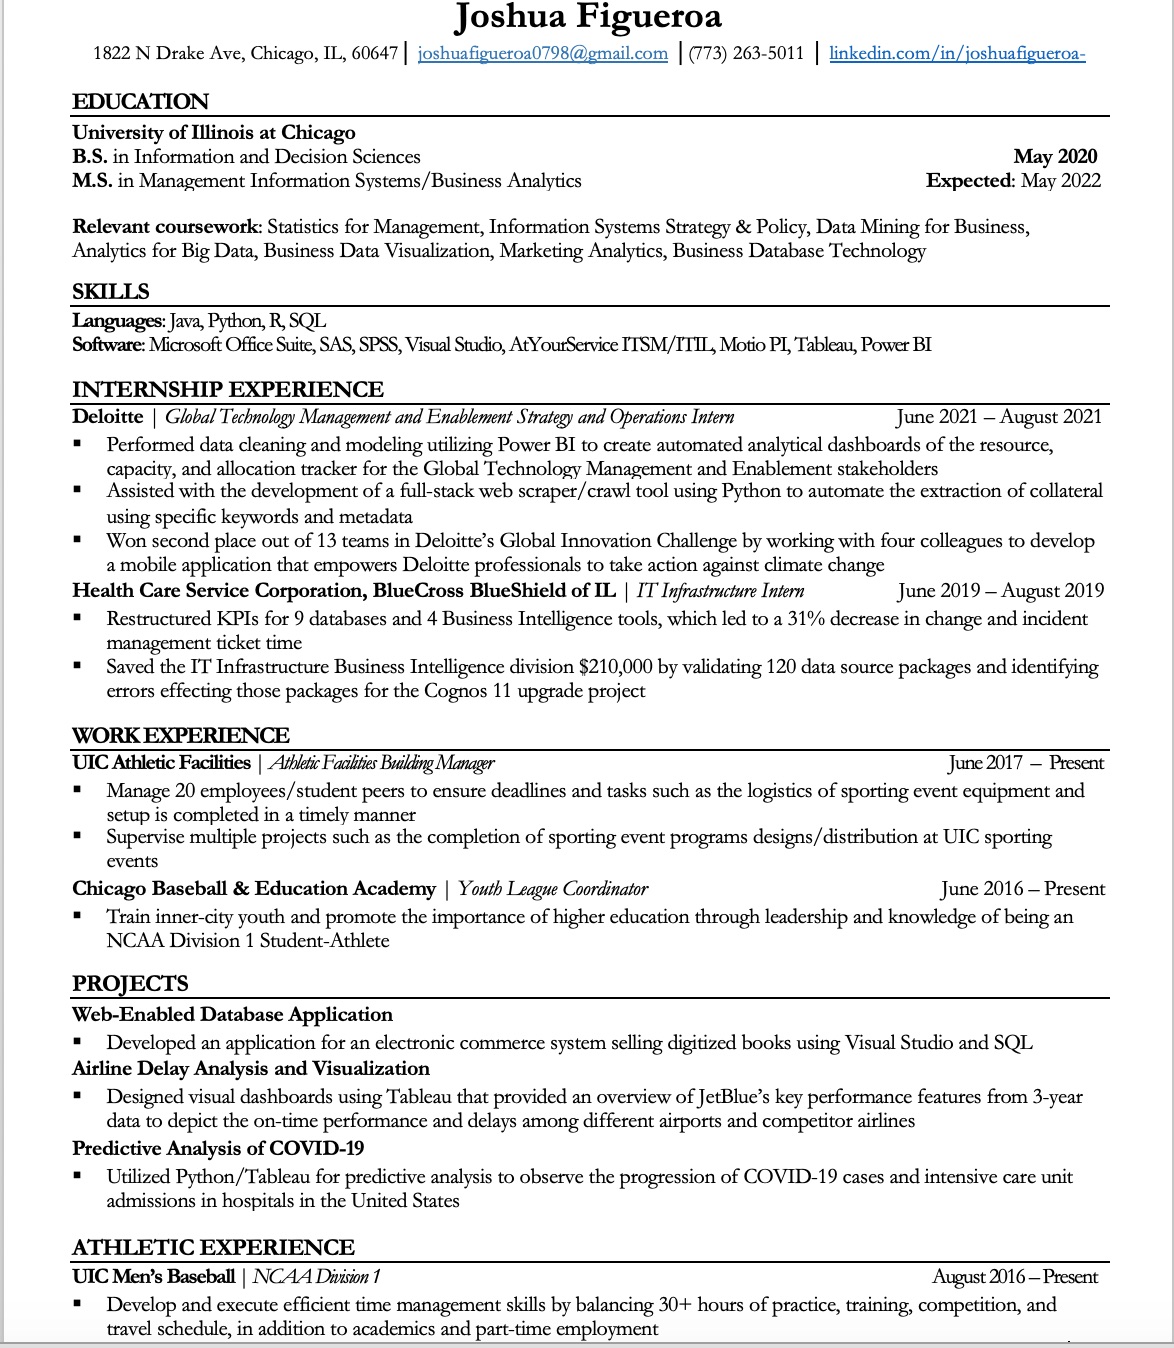 Joshua Figueroa
1822 N Drake Ave, Chicago, IL, 60647 | joshuafigueroa0798@gmail.com | (773) 263-5011 | linkedin.com/in/joshuafigueroa-
EDUCATION
University of Illinois at Chicago
B.S. in Information and Decision Sciences May 2020
M.S. in Management Information Systems/Business Analytics Expected: May 2022
Relevant coursework: Statistics for Management, Information Systems Strategy & Policy, Data Mining for Business,
Analytics for Big Data, Business Data Visualization, Marketing Analytics, Business Database Technology
SKILLS
Languages: Java, Python, R, SQL
Software: Microsoft Office Suite, SAS, SPSS, Visual Studio, AtYourService ITSM/ITIL, Motio PI, Tableau, Power BI
INTERNSHIP EXPERIENCE
Deloitte | Global Technology Management and Enablement Strategy and Operations Intern June 2021 – August 2021
▪ Performed data cleaning and modeling utilizing Power BI to create automated analytical dashboards of the resource,
capacity, and allocation tracker for the Global Technology Management and Enablement stakeholders
▪ Assisted with the development of a full-stack web scraper/crawl tool using Python to automate the extraction of collateral
using specific keywords and metadata
▪ Won second place out of 13 teams in Deloitte’s Global Innovation Challenge by working with four colleagues to develop
a mobile application that empowers Deloitte professionals to take action against climate change
Health Care Service Corporation, BlueCross BlueShield of IL | IT Infrastructure Intern June 2019 – August 2019
▪ Restructured KPIs for 9 databases and 4 Business Intelligence tools, which led to a 31% decrease in change and incident
management ticket time
▪ Saved the IT Infrastructure Business Intelligence division $210,000 by validating 120 data source packages and identifying
errors effecting those packages for the Cognos 11 upgrade project
WORK EXPERIENCE
UIC Athletic Facilities | Athletic Facilities Building Manager June 2017 – Present
▪ Manage 20 employees/student peers to ensure deadlines and tasks such as the logistics of sporting event equipment and
setup is completed in a timely manner
▪ Supervise multiple projects such as the completion of sporting event programs designs/distribution at UIC sporting
events
Chicago Baseball & Education Academy | Youth League Coordinator June 2016 – Present
▪ Train inner-city youth and promote the importance of higher education through leadership and knowledge of being an
NCAA Division 1 Student-Athlete
PROJECTS
Web-Enabled Database Application
▪ Developed an application for an electronic commerce system selling digitized books using Visual Studio and SQL
Airline Delay Analysis and Visualization
▪ Designed visual dashboards using Tableau that provided an overview of JetBlue’s key performance features from 3-year
data to depict the on-time performance and delays among different airports and competitor airlines
Predictive Analysis of COVID-19
▪ Utilized Python/Tableau for predictive analysis to observe the progression of COVID-19 cases and intensive care unit
admissions in hospitals in the United States
ATHLETIC EXPERIENCE
UIC Men’s Baseball | NCAA Division 1 August 2016 – Present
▪ Develop and execute efficient time management skills by balancing 30+ hours of practice, training, competition, and
travel schedule, in addition to academics and part-time employment